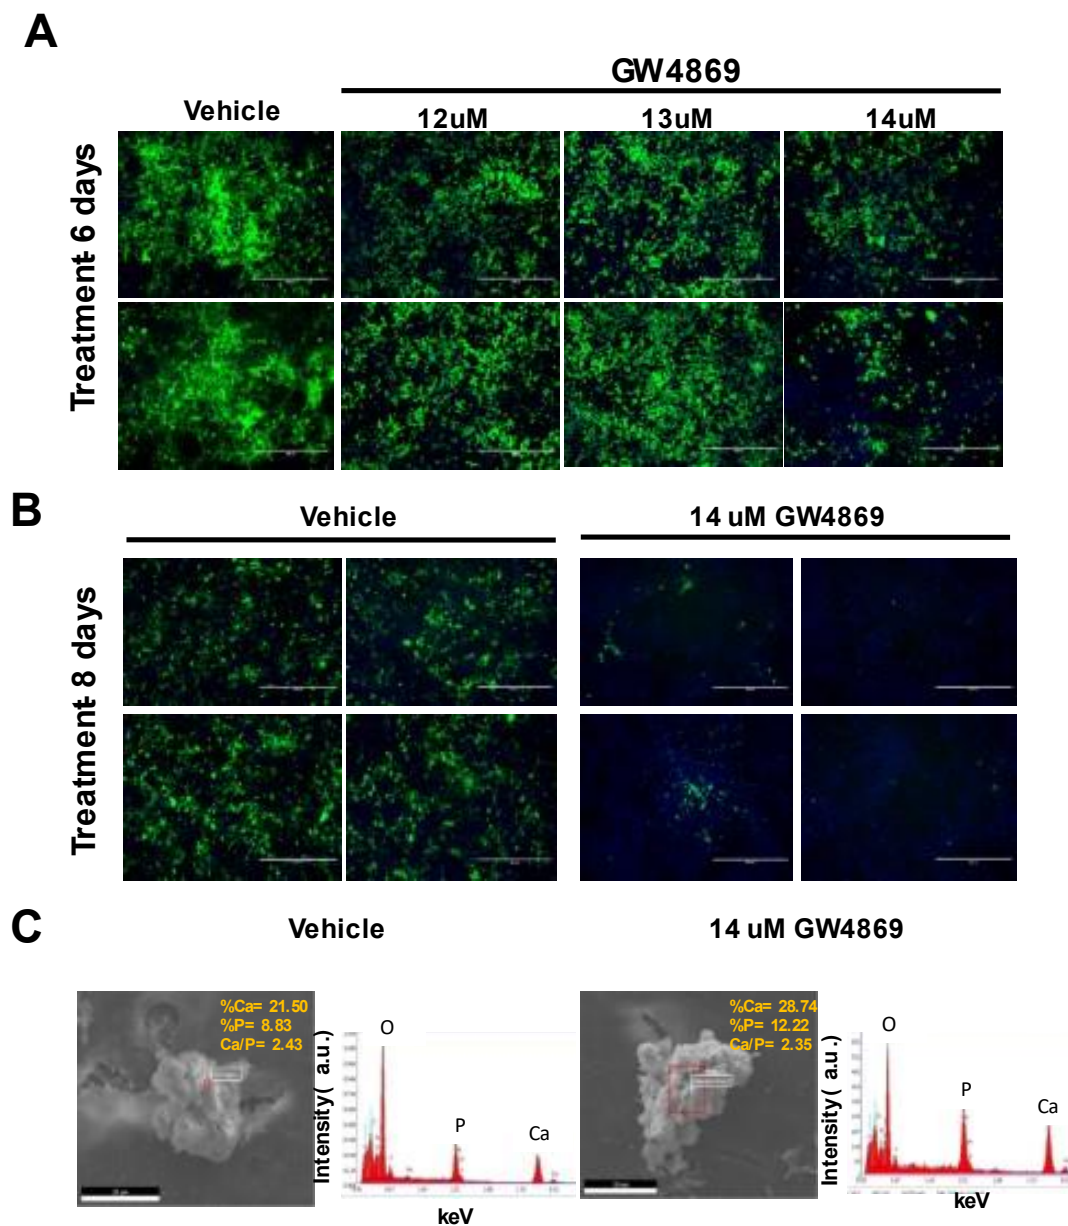 A
GW4869
Vehicle
12uM
13uM
14uM
Treatment 6 days
B
Vehicle
14 uM GW4869
Treatment 8 days
C
Vehicle
14 uM GW4869
%Ca= 21.50
%P= 8.83
Ca/P= 2.43
Intensity( a.u.)
O
P
Ca
keV
%Ca= 28.74
%P= 12.22
Ca/P= 2.35
Intensity( a.u.)
O
P
Ca
keV